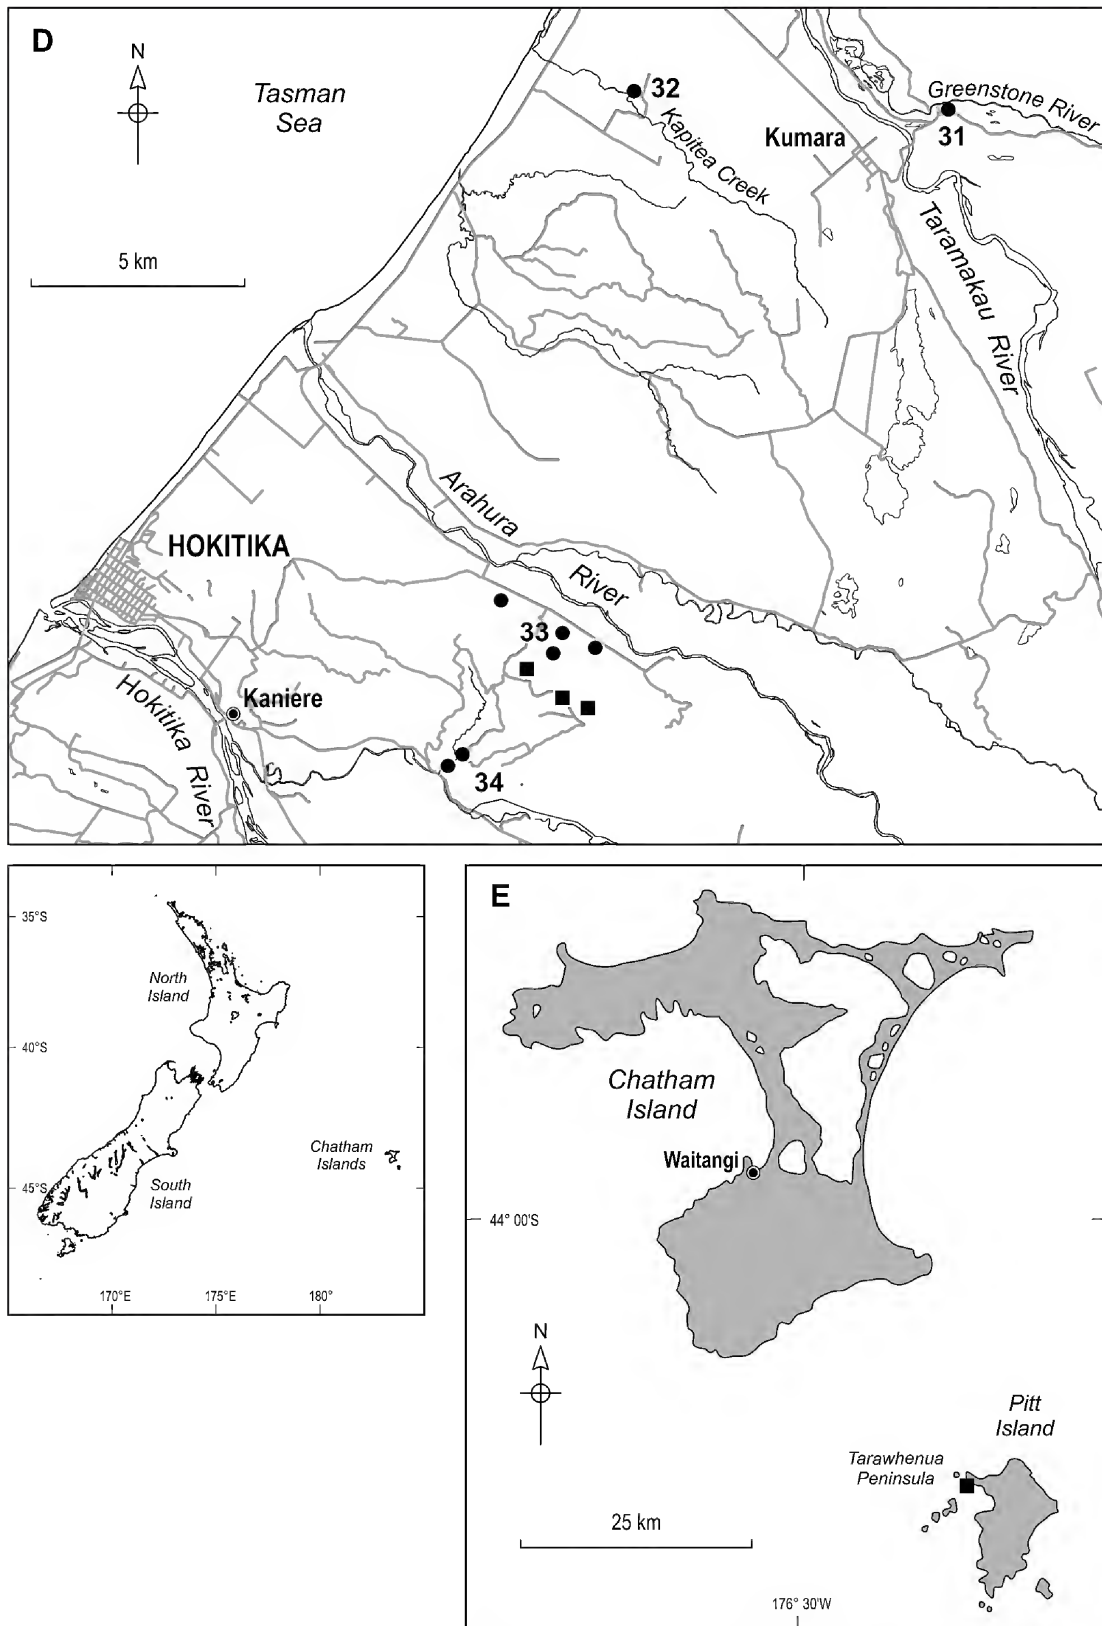 D
N
Tasman
Sea
5 km
32
Kapitea Creek
Kumara
Greenstone River
31
Taramakau River
Arahura
River
HOKITIKA
33
Kaniere
Hokitika River
34
35°S
North
Island
40°S
Chatham
Islands
45°S
South
Island
170°E
175°E
180°
E
Chatham
Island
Waitangi
44° 00'S
N
Pitt
Island
Tarawhenua
Peninsula
25 km
176° 30'W